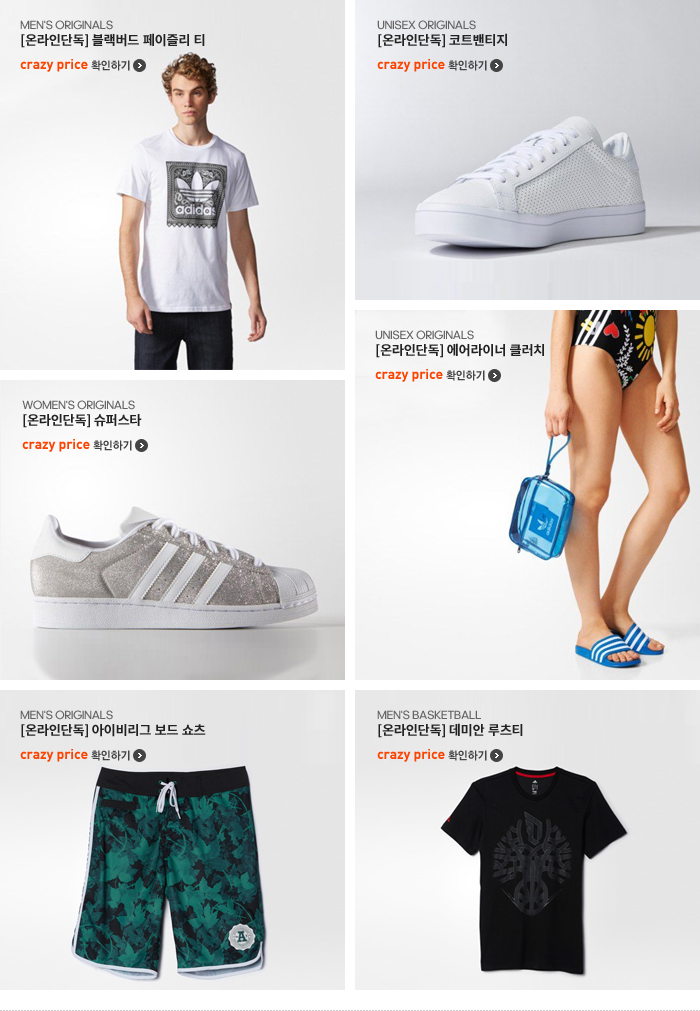 MEN'S ORIGINALS
[온라인단독] 블랙버드 페이즐리 티
crazy price 확인하기
adidas
UNISEX ORIGINALS
[온라인단독] 코트밴티지
crazy price 확인하기
UNISEX ORIGINALS
[온라인단독] 에어라이너 클러치
crazy price 확인하기
adidas
WOMEN'S ORIGINALS
[온라인단독] 슈퍼스타
crazy price 확인하기
MEN'S ORIGINALS
[온라인단독] 아이비리그 보드 쇼츠
crazy price 확인하기
A
MEN'S BASKETBALL
[온라인단독] 데미안 루츠티
crazy price 확인하기